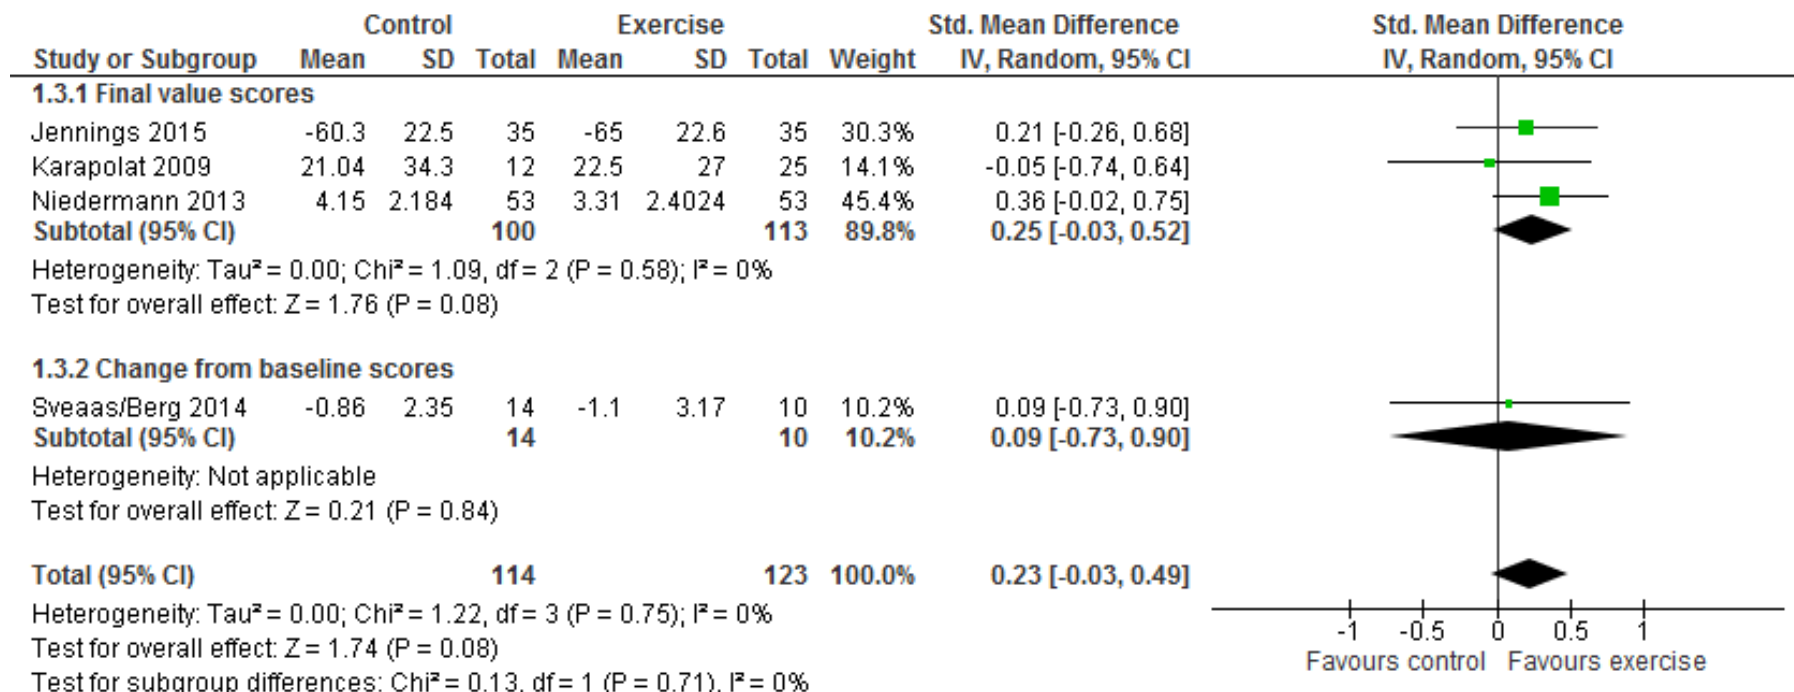 Control Exercise Std. Mean Difference Std. Mean Difference
Study or Subgroup Mean SD Total Mean SD Total Weight IV, Random, 95% CI IV, Random, 95% CI
1.3.1 Final value scores
Jennings 2015 -60.3 22.5 35 -65 22.6 35 30.3% 0.21 [-0.26, 0.68]
Karapolat 2009 21.04 34.3 12 22.5 27 25 14.1% -0.05 [-0.74, 0.64]
Niedermann 2013 4.15 2.184 53 3.31 2.4024 53 45.4% 0.36 [-0.02, 0.75]
Subtotal (95% CI) 100 113 89.8% 0.25 [-0.03, 0.52]
Heterogeneity: Tau² = 0.00; Chi² = 1.09, df = 2 (P = 0.58); I² = 0%
Test for overall effect: Z = 1.76 (P = 0.08)
1.3.2 Change from baseline scores
Sveaas/Berg 2014 -0.86 2.35 14 -1.1 3.17 10 10.2% 0.09 [-0.73, 0.90]
Subtotal (95% CI) 14 10 10.2% 0.09 [-0.73, 0.90]
Heterogeneity: Not applicable
Test for overall effect: Z = 0.21 (P = 0.84)
Total (95% CI) 114 123 100.0% 0.23 [-0.03, 0.49]
Heterogeneity: Tau² = 0.00; Chi² = 1.22, df = 3 (P = 0.75); I² = 0%
Test for overall effect: Z = 1.74 (P = 0.08)
Test for subgroup differences: Chi² = 0.13, df = 1 (P = 0.71), I² = 0%
-1 -0.5 0 0.5 1
Favours control Favours exercise